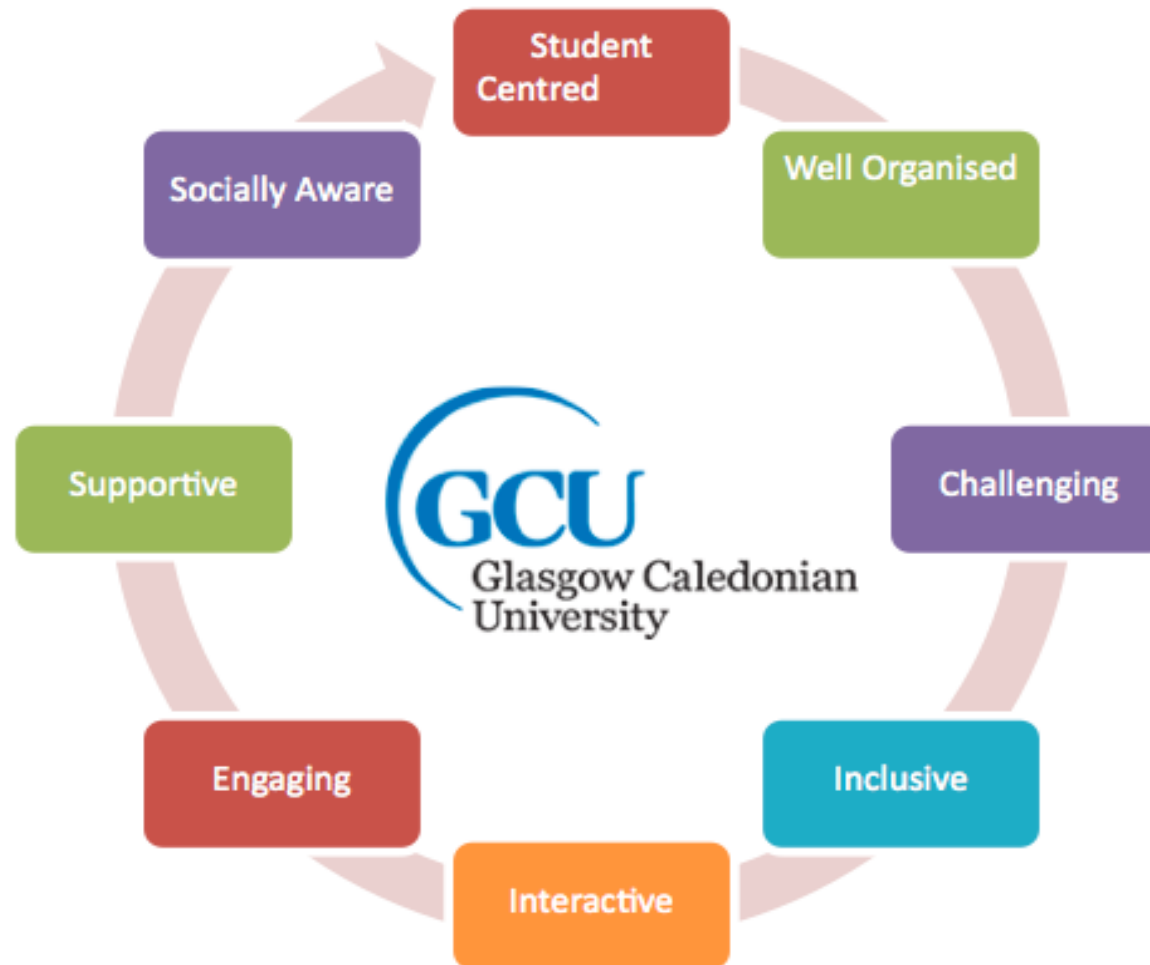 Student
Centred
Well Organised
Challenging
Inclusive
Interactive
Engaging
Supportive
Socially Aware
GCU
Glasgow Caledonian
University